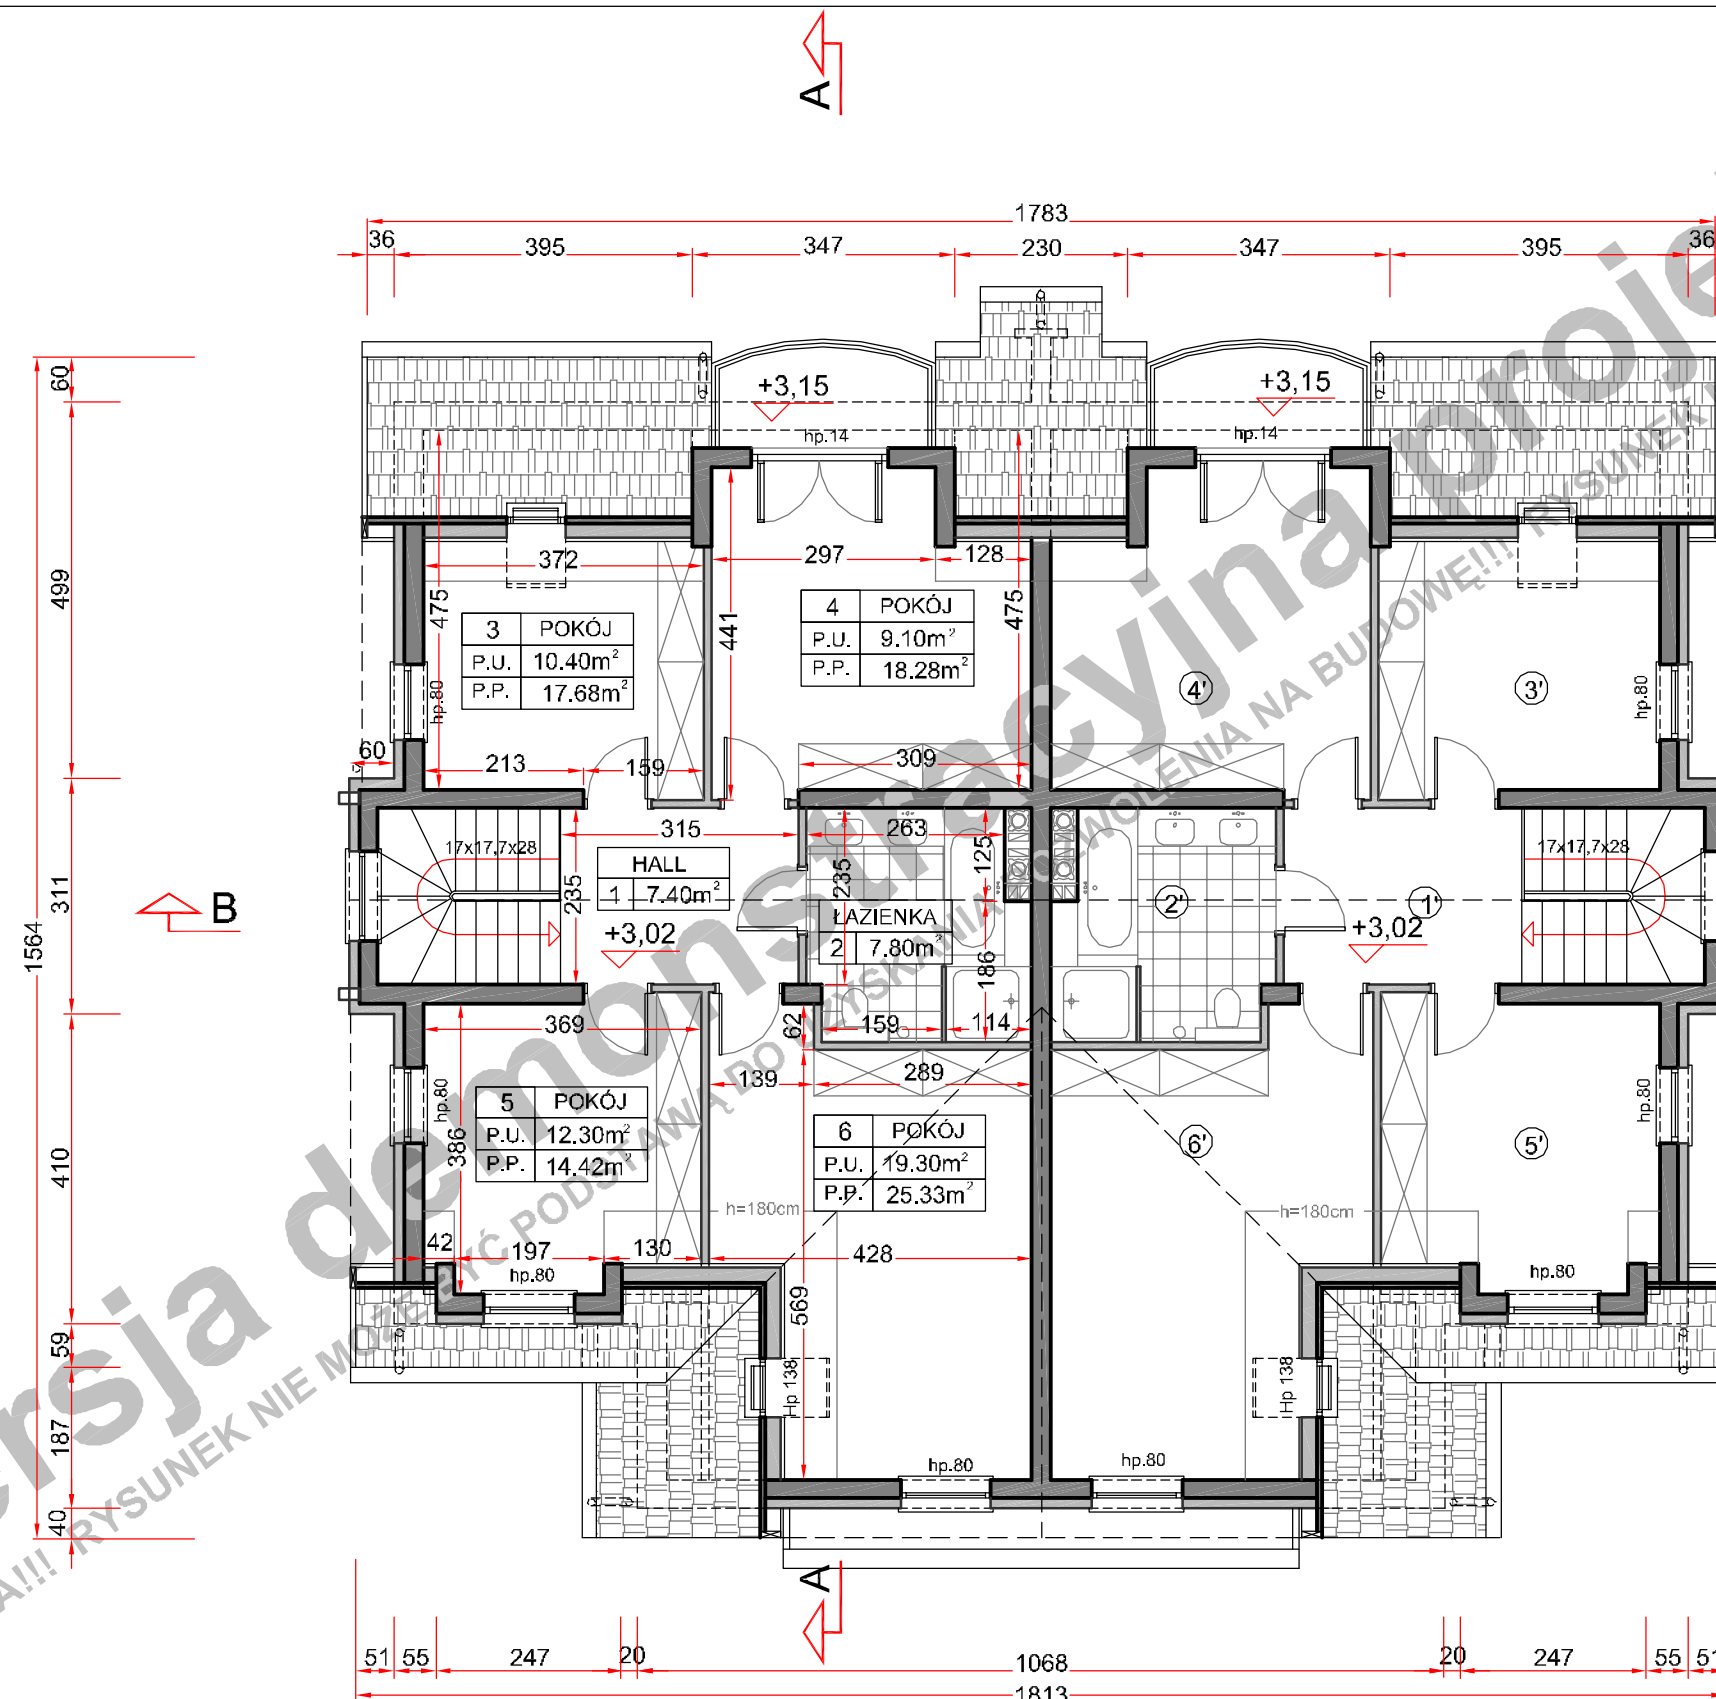 A
1783
36 395 347 230 347 395 36
+3,15 +3,15
hp.14 hp.14
60
499
311
1564
410
59
187
40
372
297 128
475
441
475
3 POKÓJ
P.U. 10.40m²
P.P. 17.68m²
4 POKÓJ
P.U. 9.10m²
P.P. 18.28m²
4'
3'
hp.80
hp.80
60
213 159
309
17x17,7x28
315
263
125
235
235
HALL
1 7.40m²
+3,02
ŁAZIENKA
2 7.80m²
2'
1'
+3,02
17x17,7x28
B
186
369
62
159 114
139
289
hp.80
386
5 POKÓJ
P.U. 12.30m²
P.P. 14.42m²
6 POKÓJ
P.U. 19.30m²
P.P. 25.33m²
6'
5'
hp.80
h=180cm
h=180cm
42 197 130
428
hp.80
hp.80
569
Hp 138
Hp 138
hp.80
hp.80
A
51 55 247 20 1068 20 247 55 51
1813
ersja demonstracyjna proje
A!!! RYSUNEK NIE MOŻE BYĆ PODSTAWĄ DO UZYSKANIA POZWOLENIA NA BUDOWĘ!!! RYSUNEK